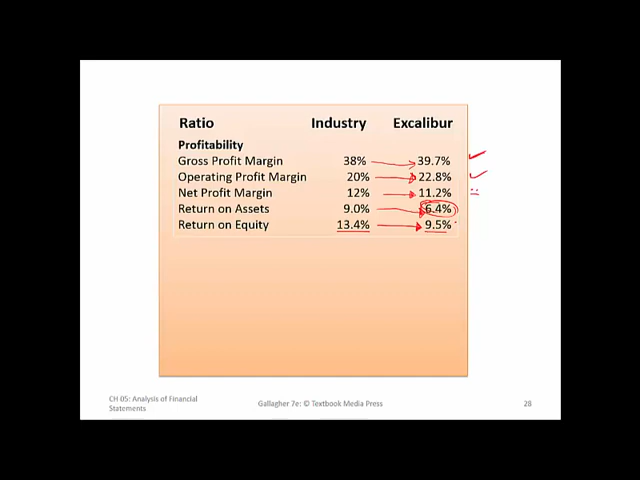 Ratio Industry Excalibur
Profitability
Gross Profit Margin 38% 39.7%
Operating Profit Margin 20% 22.8%
Net Profit Margin 12% 11.2%
Return on Assets 9.0% 6.4%
Return on Equity 13.4% 9.5%
CH 05: Analysis of Financial
Statements
Gallagher 7e: © Textbook Media Press
28